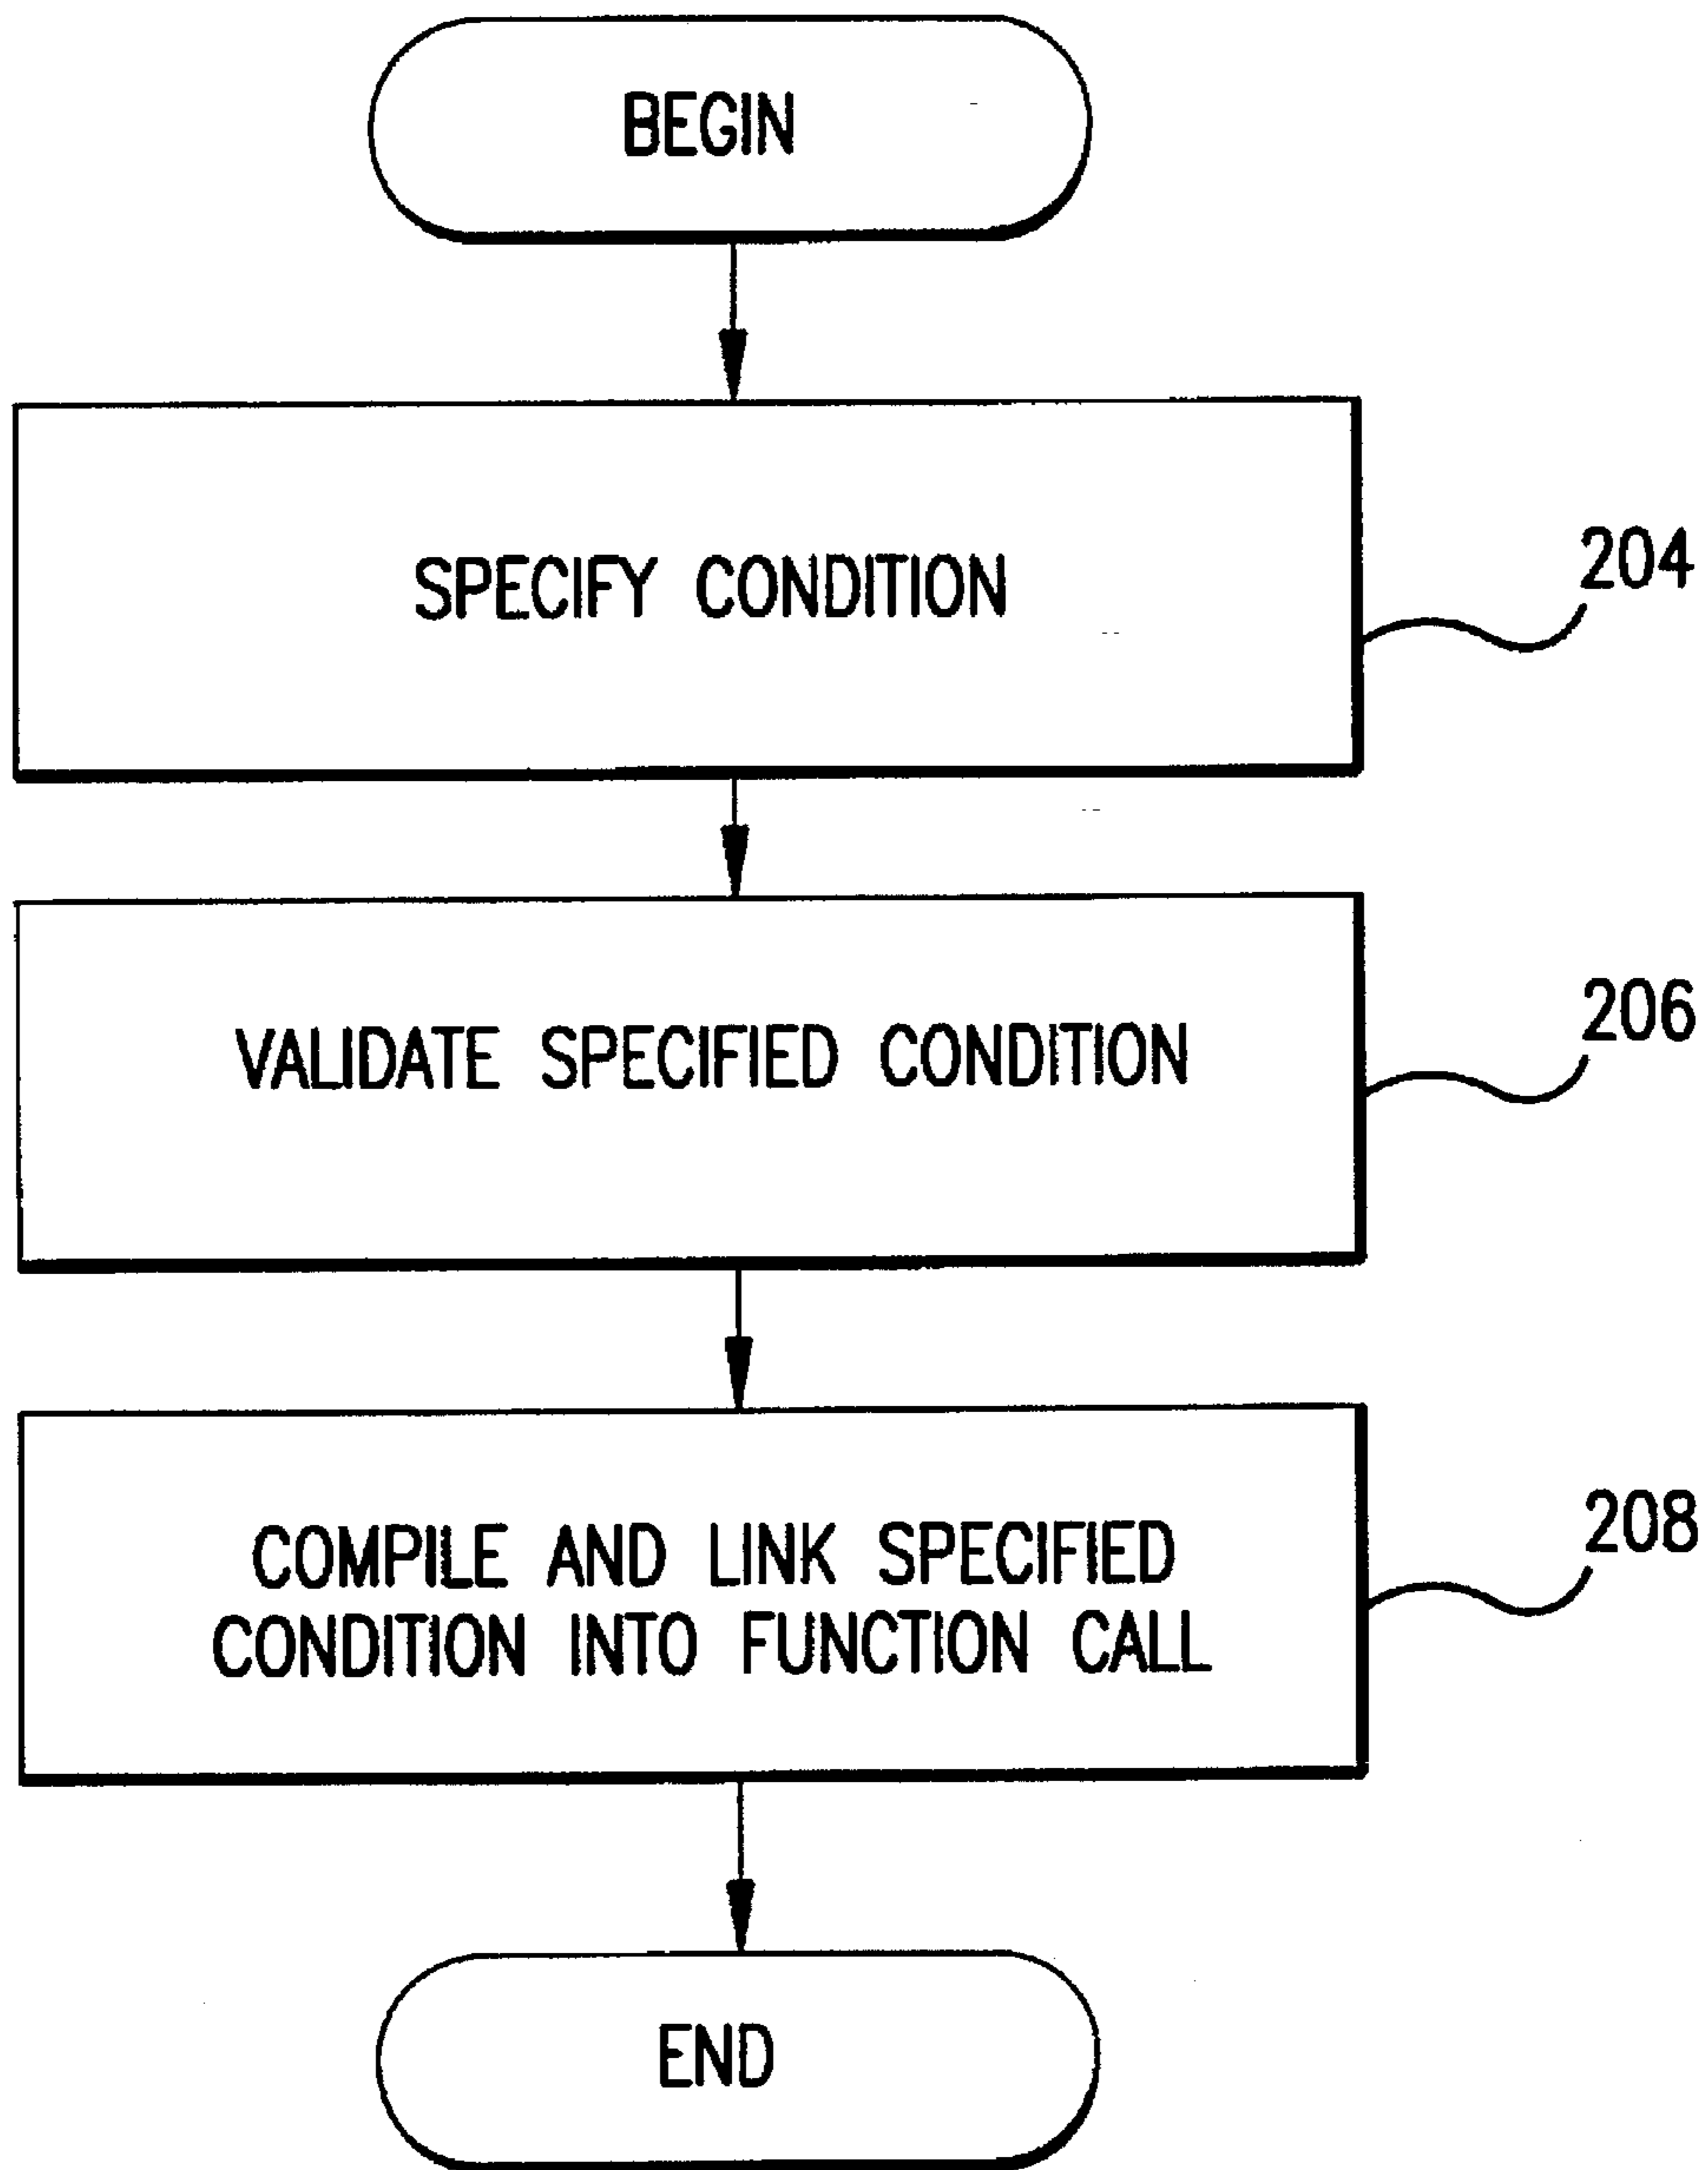 BEGIN
SPECIFY CONDITION
204
VALIDATE SPECIFIED CONDITION
206
COMPILE AND LINK SPECIFIED
CONDITION INTO FUNCTION CALL
208
END